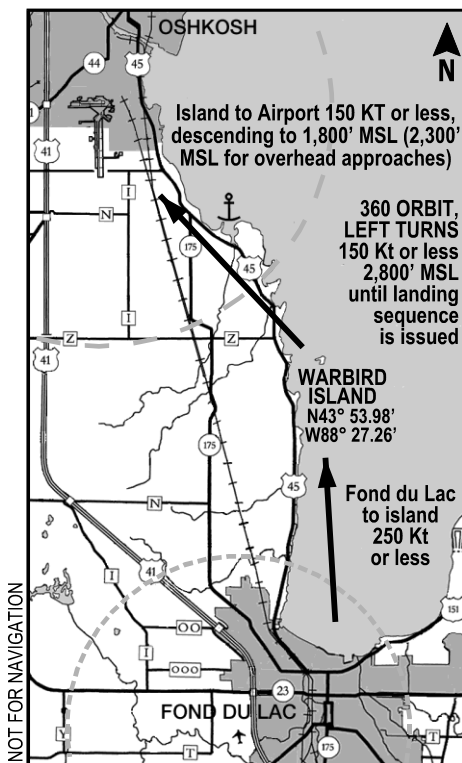 OSHKOSH
44
45
N
Island to Airport 150 KT or less,
descending to 1,800’ MSL (2,300’
MSL for overhead approaches)
41
1
I
360 ORBIT,
LEFT TURNS
150 Kt or less
2,800’ MSL
until landing
sequence
is issued
N
175
45
I
Z
Z
41
WARBIRD
ISLAND
N43° 53.98’
W88° 27.26’
175
45
N
Fond du Lac
to island
250 Kt
or less
41
I
OO
I
OOO
151
23
FOND DU LAC
Y
T
175
T
NOT FOR NAVIGATION